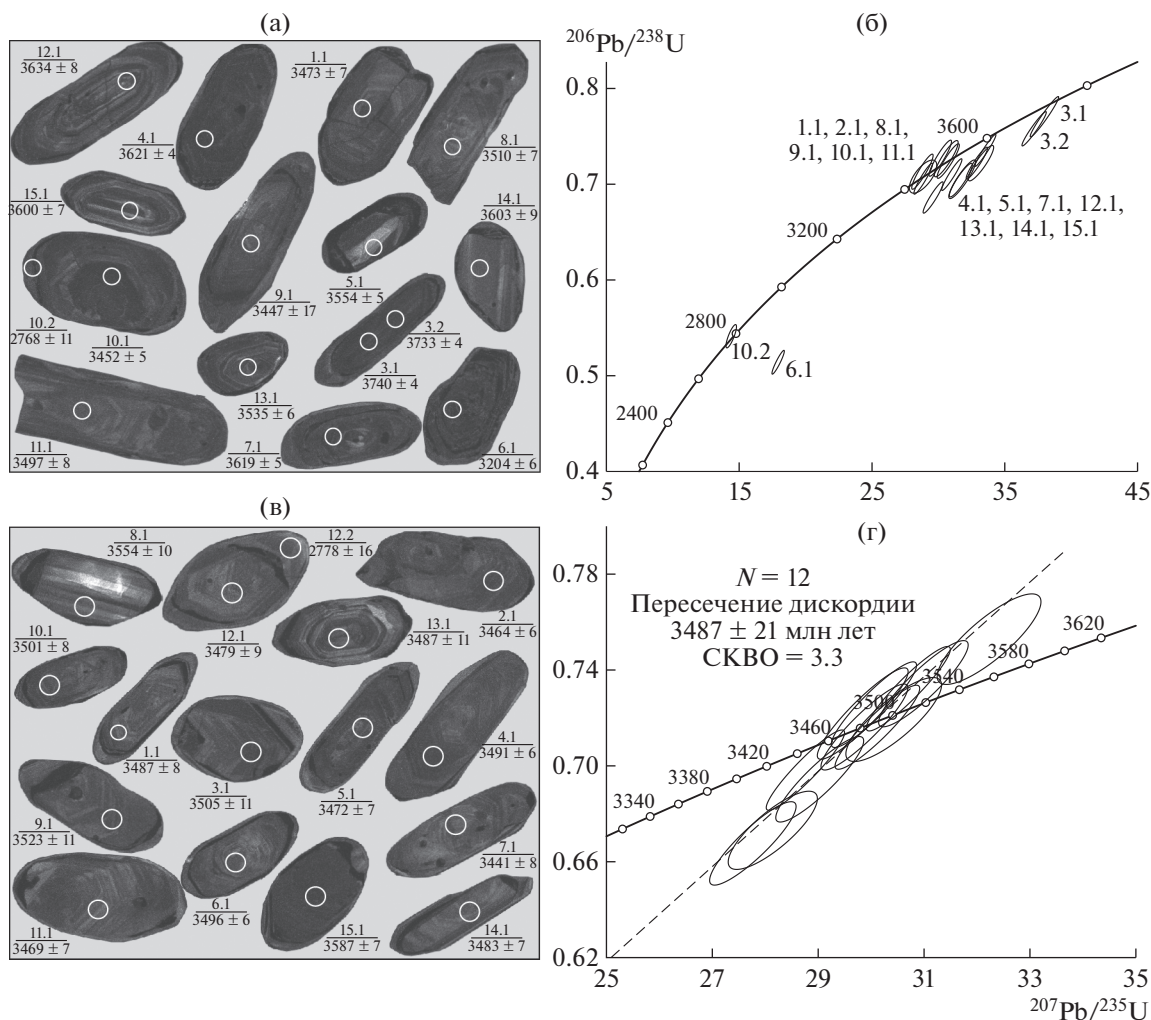 (а)
12.1
3634 ± 8
4.1
3621 ± 4
1.1
3473 ± 7
8.1
3510 ± 7
15.1
3600 ± 7
14.1
3603 ± 9
5.1
3554 ± 5
9.1
3447 ± 17
10.2
2768 ± 11
10.1
3452 ± 5
3.2
3733 ± 4
3.1
3740 ± 4
13.1
3535 ± 6
11.1
3497 ± 8
7.1
3619 ± 5
6.1
3204 ± 6
(б)
206Pb/238U
0.8
0.7
0.6
0.5
0.4
1.1, 2.1, 8.1,
9.1, 10.1, 11.1
3600
3.1
3.2
4.1, 5.1, 7.1, 12.1,
13.1, 14.1, 15.1
3200
2800
10.2
6.1
2400
5
15
25
35
45
(в)
8.1
3554 ± 10
12.2
2778 ± 16
10.1
3501 ± 8
12.1
3479 ± 9
13.1
3487 ± 11
2.1
3464 ± 6
1.1
3487 ± 8
3.1
3505 ± 11
5.1
3472 ± 7
4.1
3491 ± 6
9.1
3523 ± 11
7.1
3441 ± 8
6.1
3496 ± 6
11.1
3469 ± 7
15.1
3587 ± 7
14.1
3483 ± 7
(г)
0.78
0.74
0.70
0.66
0.62
N = 12
Пересечение дискордии
3487 ± 21 млн лет
СКВО = 3.3
3620
3580
3540
3500
3460
3420
3380
3340
25
27
29
31
33
35
207Pb/235U